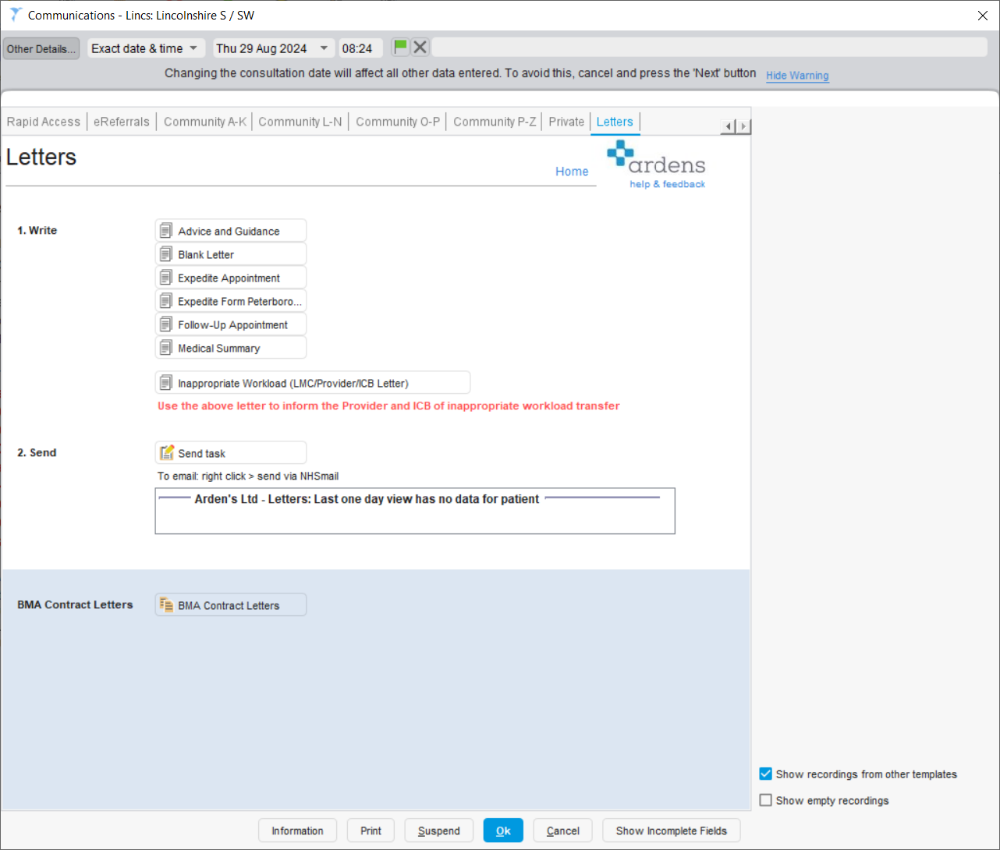 Communications - Lincs: Lincolnshire S / SW
Other Details... Exact date & time Thu 29 Aug 2024 08:24
Changing the consultation date will affect all other data entered. To avoid this, cancel and press the 'Next' button Hide Warning
Rapid Access eReferrals Community A-K Community L-N Community O-P Community P-Z Private Letters
Letters
Home
ardens
help & feedback
1. Write
Advice and Guidance
Blank Letter
Expedite Appointment
Expedite Form Peterboro...
Follow-Up Appointment
Medical Summary
Inappropriate Workload (LMC/Provider/ICB Letter)
Use the above letter to inform the Provider and ICB of inappropriate workload transfer
2. Send
Send task
To email: right click > send via NHSmail
Arden's Ltd - Letters: Last one day view has no data for patient
BMA Contract Letters
BMA Contract Letters
Show recordings from other templates
Show empty recordings
Information Print Suspend Ok Cancel Show Incomplete Fields